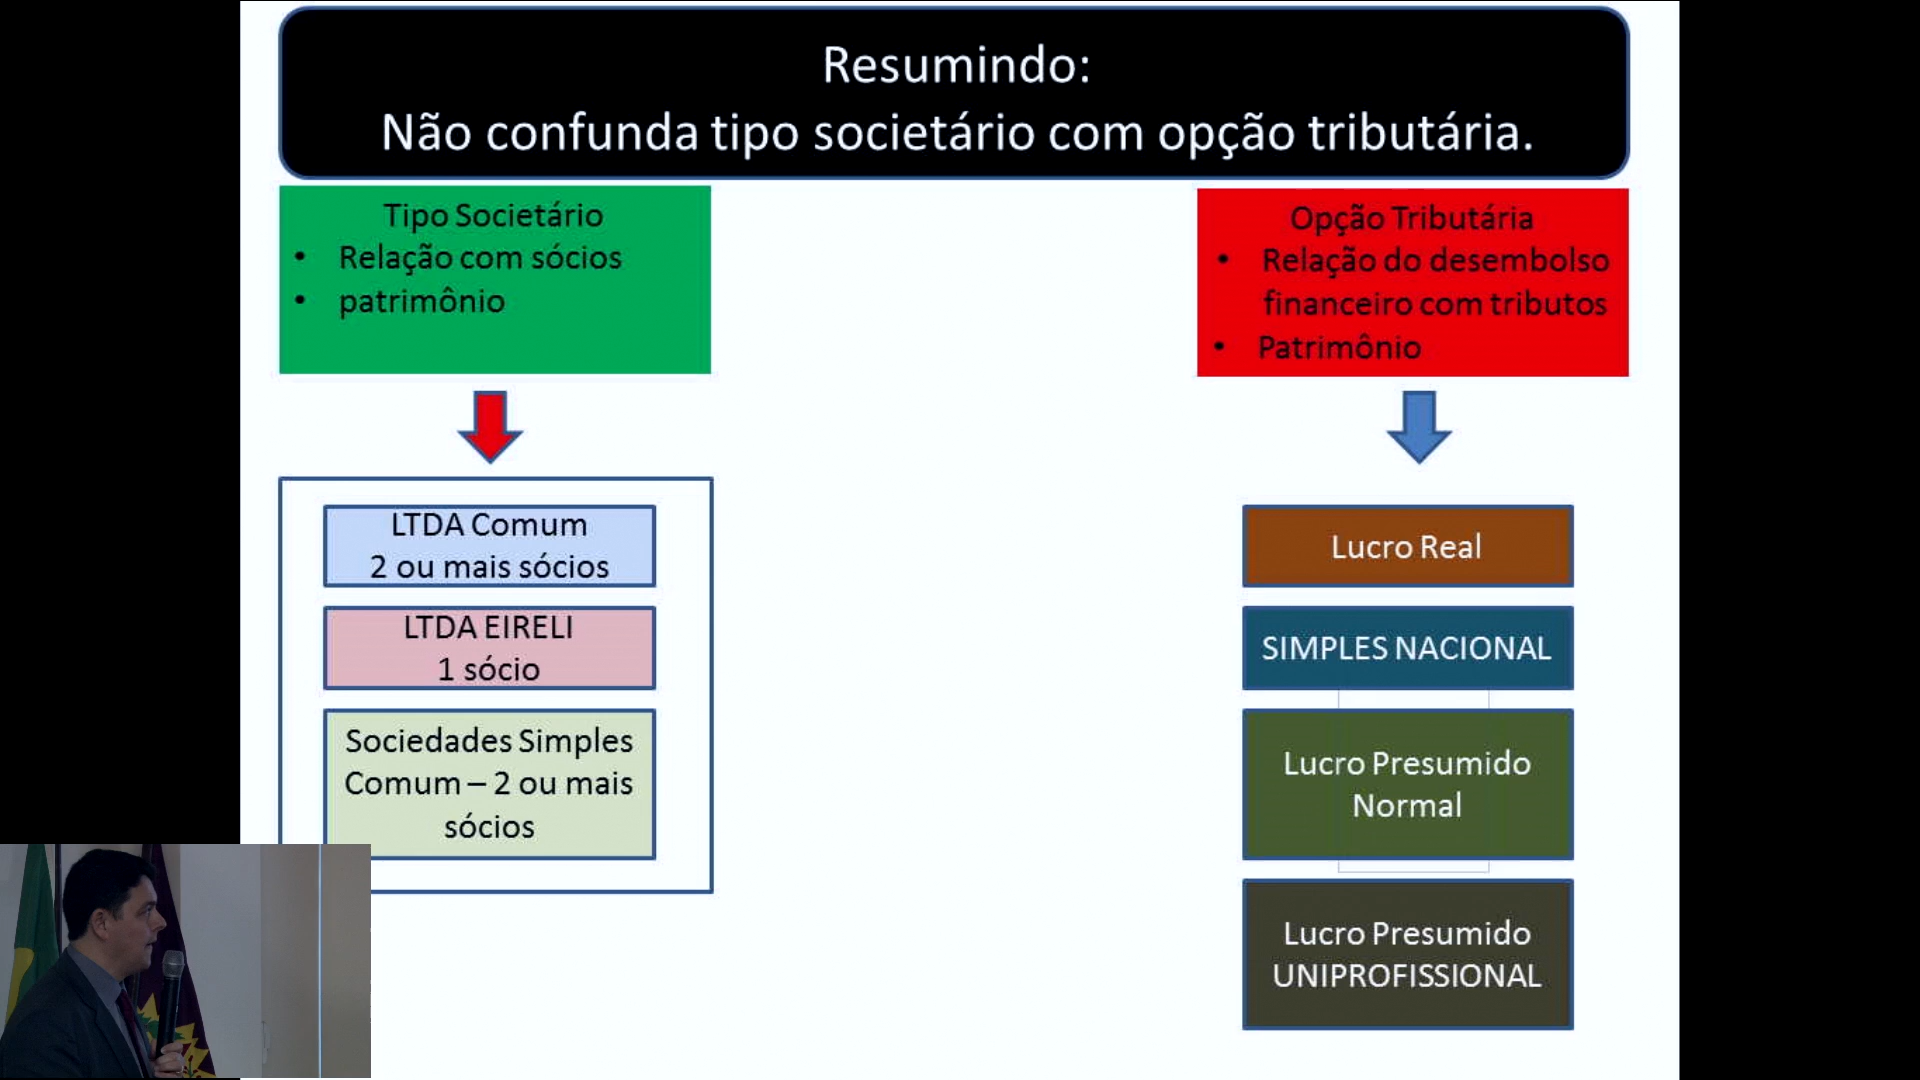 Resumindo:
Não confunda tipo societário com opção tributária.
Tipo Societário
• Relação com sócios
• patrimônio
LTDA Comum
2 ou mais sócios
LTDA EIRELI
1 sócio
Sociedades Simples
Comum – 2 ou mais
sócios
Opção Tributária
• Relação do desembolso
financeiro com tributos
• Patrimônio
Lucro Real
SIMPLES NACIONAL
Lucro Presumido
Normal
Lucro Presumido
UNIPROFISSIONAL